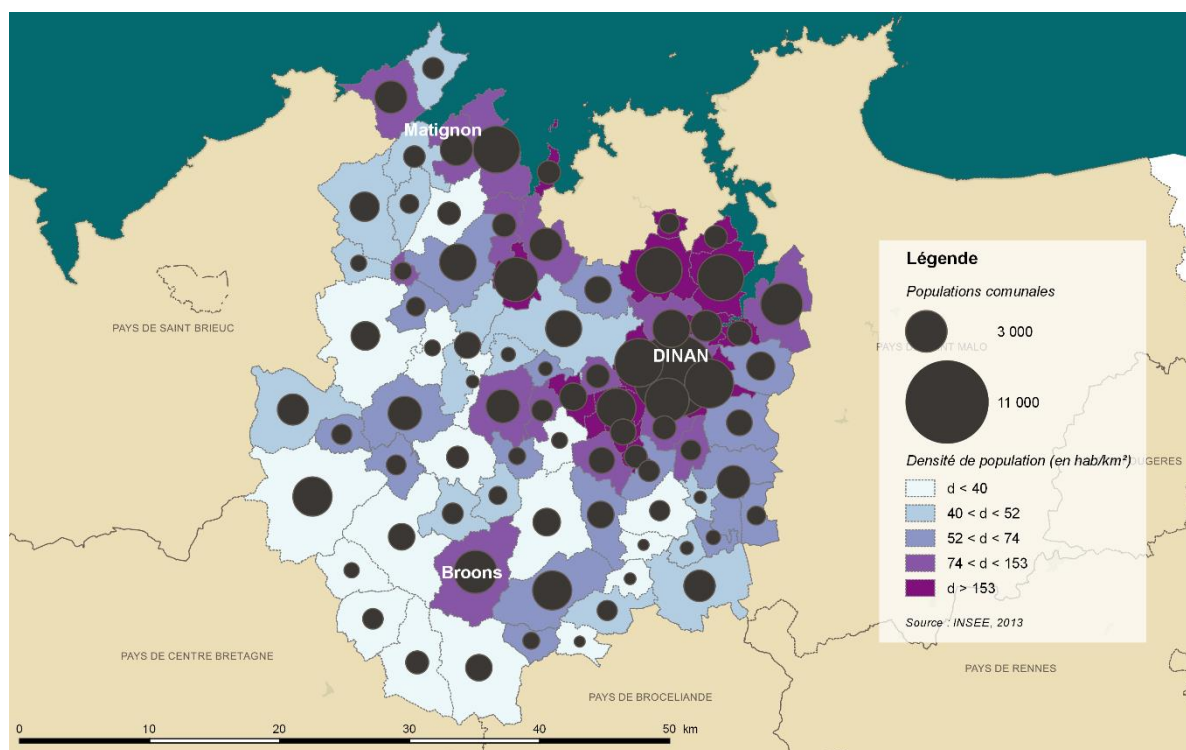 Matignon
PAYS DE SAINT BRIEUC
DINAN
Broons
PAYS DE CENTRE BRETAGNE
PAYS DE BROCELIANDE
PAYS DE RENNES
0 10 20 30 40 50 km
Légende
Populations comunales
3 000
11 000
Densité de population (en hab/km²)
d < 40
40 < d < 52
52 < d < 74
74 < d < 153
d > 153
Source : INSEE, 2013
MALO
OUGERES